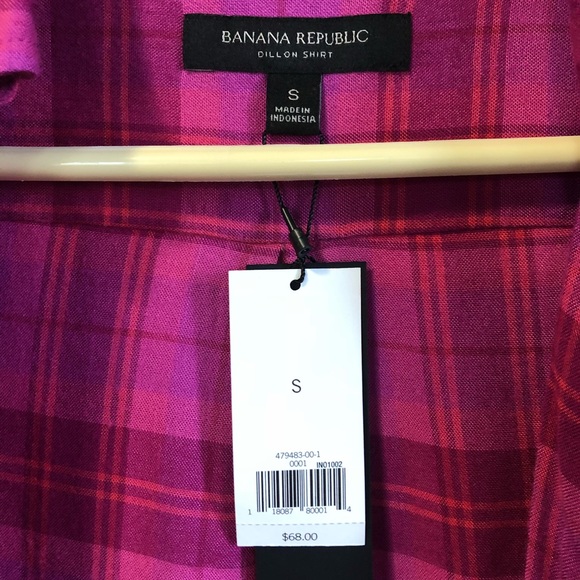 BANANA REPUBLIC
DILLON SHIRT
S
MADE IN
INDONESIA
S
479483-00-1
0001 IN01002
1 18087 80001 4
$68.00